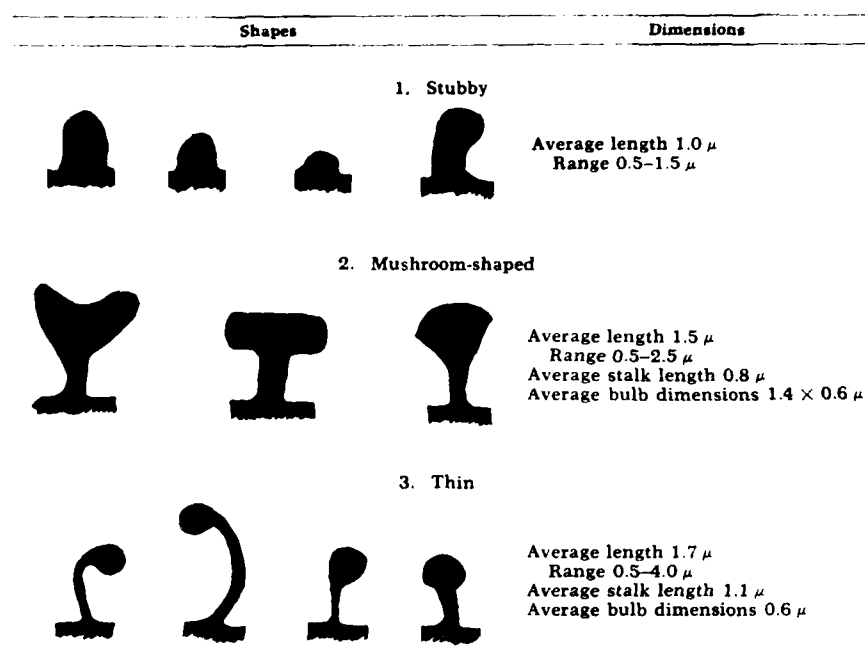 Shapes Dimensions
1. Stubby
Average length 1.0 μ
Range 0.5–1.5 μ
2. Mushroom-shaped
Average length 1.5 μ
Range 0.5–2.5 μ
Average stalk length 0.8 μ
Average bulb dimensions 1.4 × 0.6 μ
3. Thin
Average length 1.7 μ
Range 0.5–4.0 μ
Average stalk length 1.1 μ
Average bulb dimensions 0.6 μ